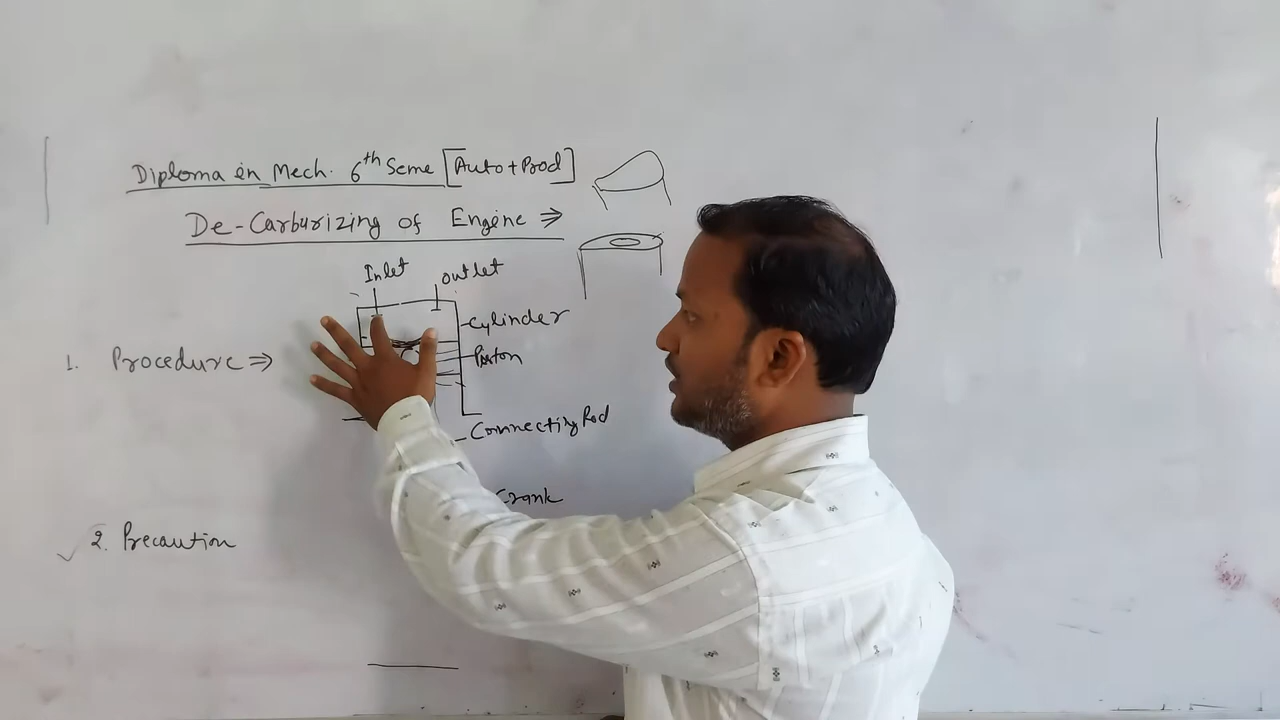 Diploma in Mech. 6th Seme [Auto+Prod]
De-Carburizing of Engine ⇒
Inlet outlet
Cylinder
1. Procedure ⇒
Piston
Connecting Rod
Crank
2. Precaution